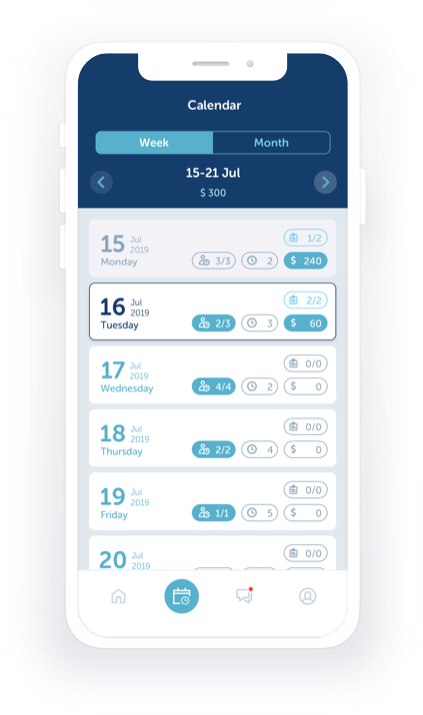 Calendar
Week Month
15-21 Jul
$ 300
15 Jul 2019 Monday
1/2
3/3 2 $ 240
16 Jul 2019 Tuesday
2/2
2/3 3 $ 60
17 Jul 2019 Wednesday
0/0
4/4 2 $ 0
18 Jul 2019 Thursday
0/0
2/2 4 $ 0
19 Jul 2019 Friday
0/0
1/1 5 $ 0
20 Jul 2019
0/0